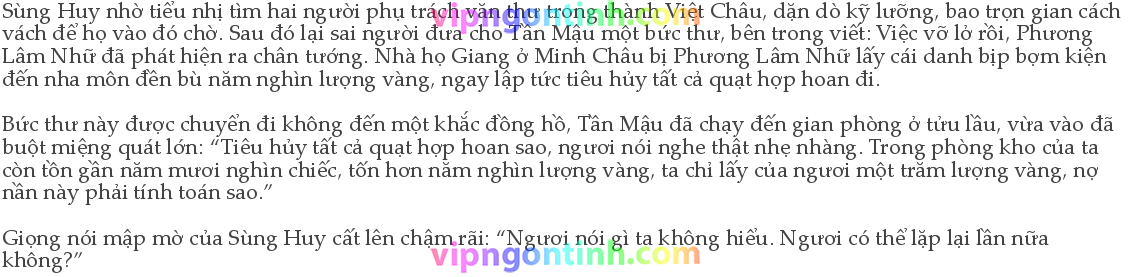 Sùng Huy nhờ tiểu nhị tìm hai người phụ trách văn thư trong thành Việt Châu, dặn dò kỹ lưỡng, bao trọn gian cách
vách để họ vào đó chờ. Sau đó lại sai người đưa cho Tần Mậu một bức thư, bên trong viết: Việc vỡ lở rồi, Phương
Lâm Nhữ đã phát hiện ra chân tướng. Nhà họ Giang ở Minh Châu bị Phương Lâm Nhữ lấy cái danh bịp bợm kiện
đến nha môn đền bù năm nghìn lượng vàng, ngay lập tức tiêu hủy tất cả quạt hợp hoan đi.
Bức thư này được chuyển đi không đến một khắc đồng hồ, Tần Mậu đã chạy đến gian phòng ở tửu lầu, vừa vào đã
buột miệng quát lớn: “Tiêu hủy tất cả quạt hợp hoan sao, ngươi nói nghe thật nhẹ nhàng. Trong phòng kho của ta
còn tồn gần năm mươi nghìn chiếc, tốn hơn năm nghìn lượng vàng, ta chỉ lấy của ngươi một trăm lượng vàng, nợ
nần này phải tính toán sao.”
Giọng nói mập mờ của Sùng Huy cất lên chậm rãi: “Ngươi nói gì ta không hiểu. Ngươi có thể lặp lại lần nữa
không?”
vipngontinh.com
vipngontinh.com